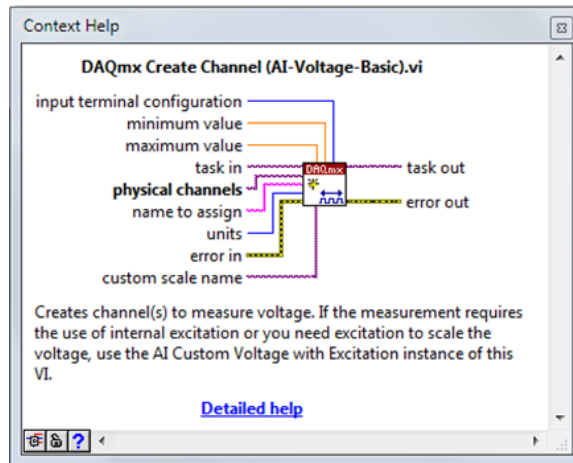 Context Help
DAQmx Create Channel (AI-Voltage-Basic).vi
input terminal configuration
minimum value
maximum value
task in
physical channels
name to assign
units
error in
custom scale name
DAQmx
task out
error out
Creates channel(s) to measure voltage. If the measurement requires
the use of internal excitation or you need excitation to scale the
voltage, use the AI Custom Voltage with Excitation instance of this
VI.
Detailed help
?